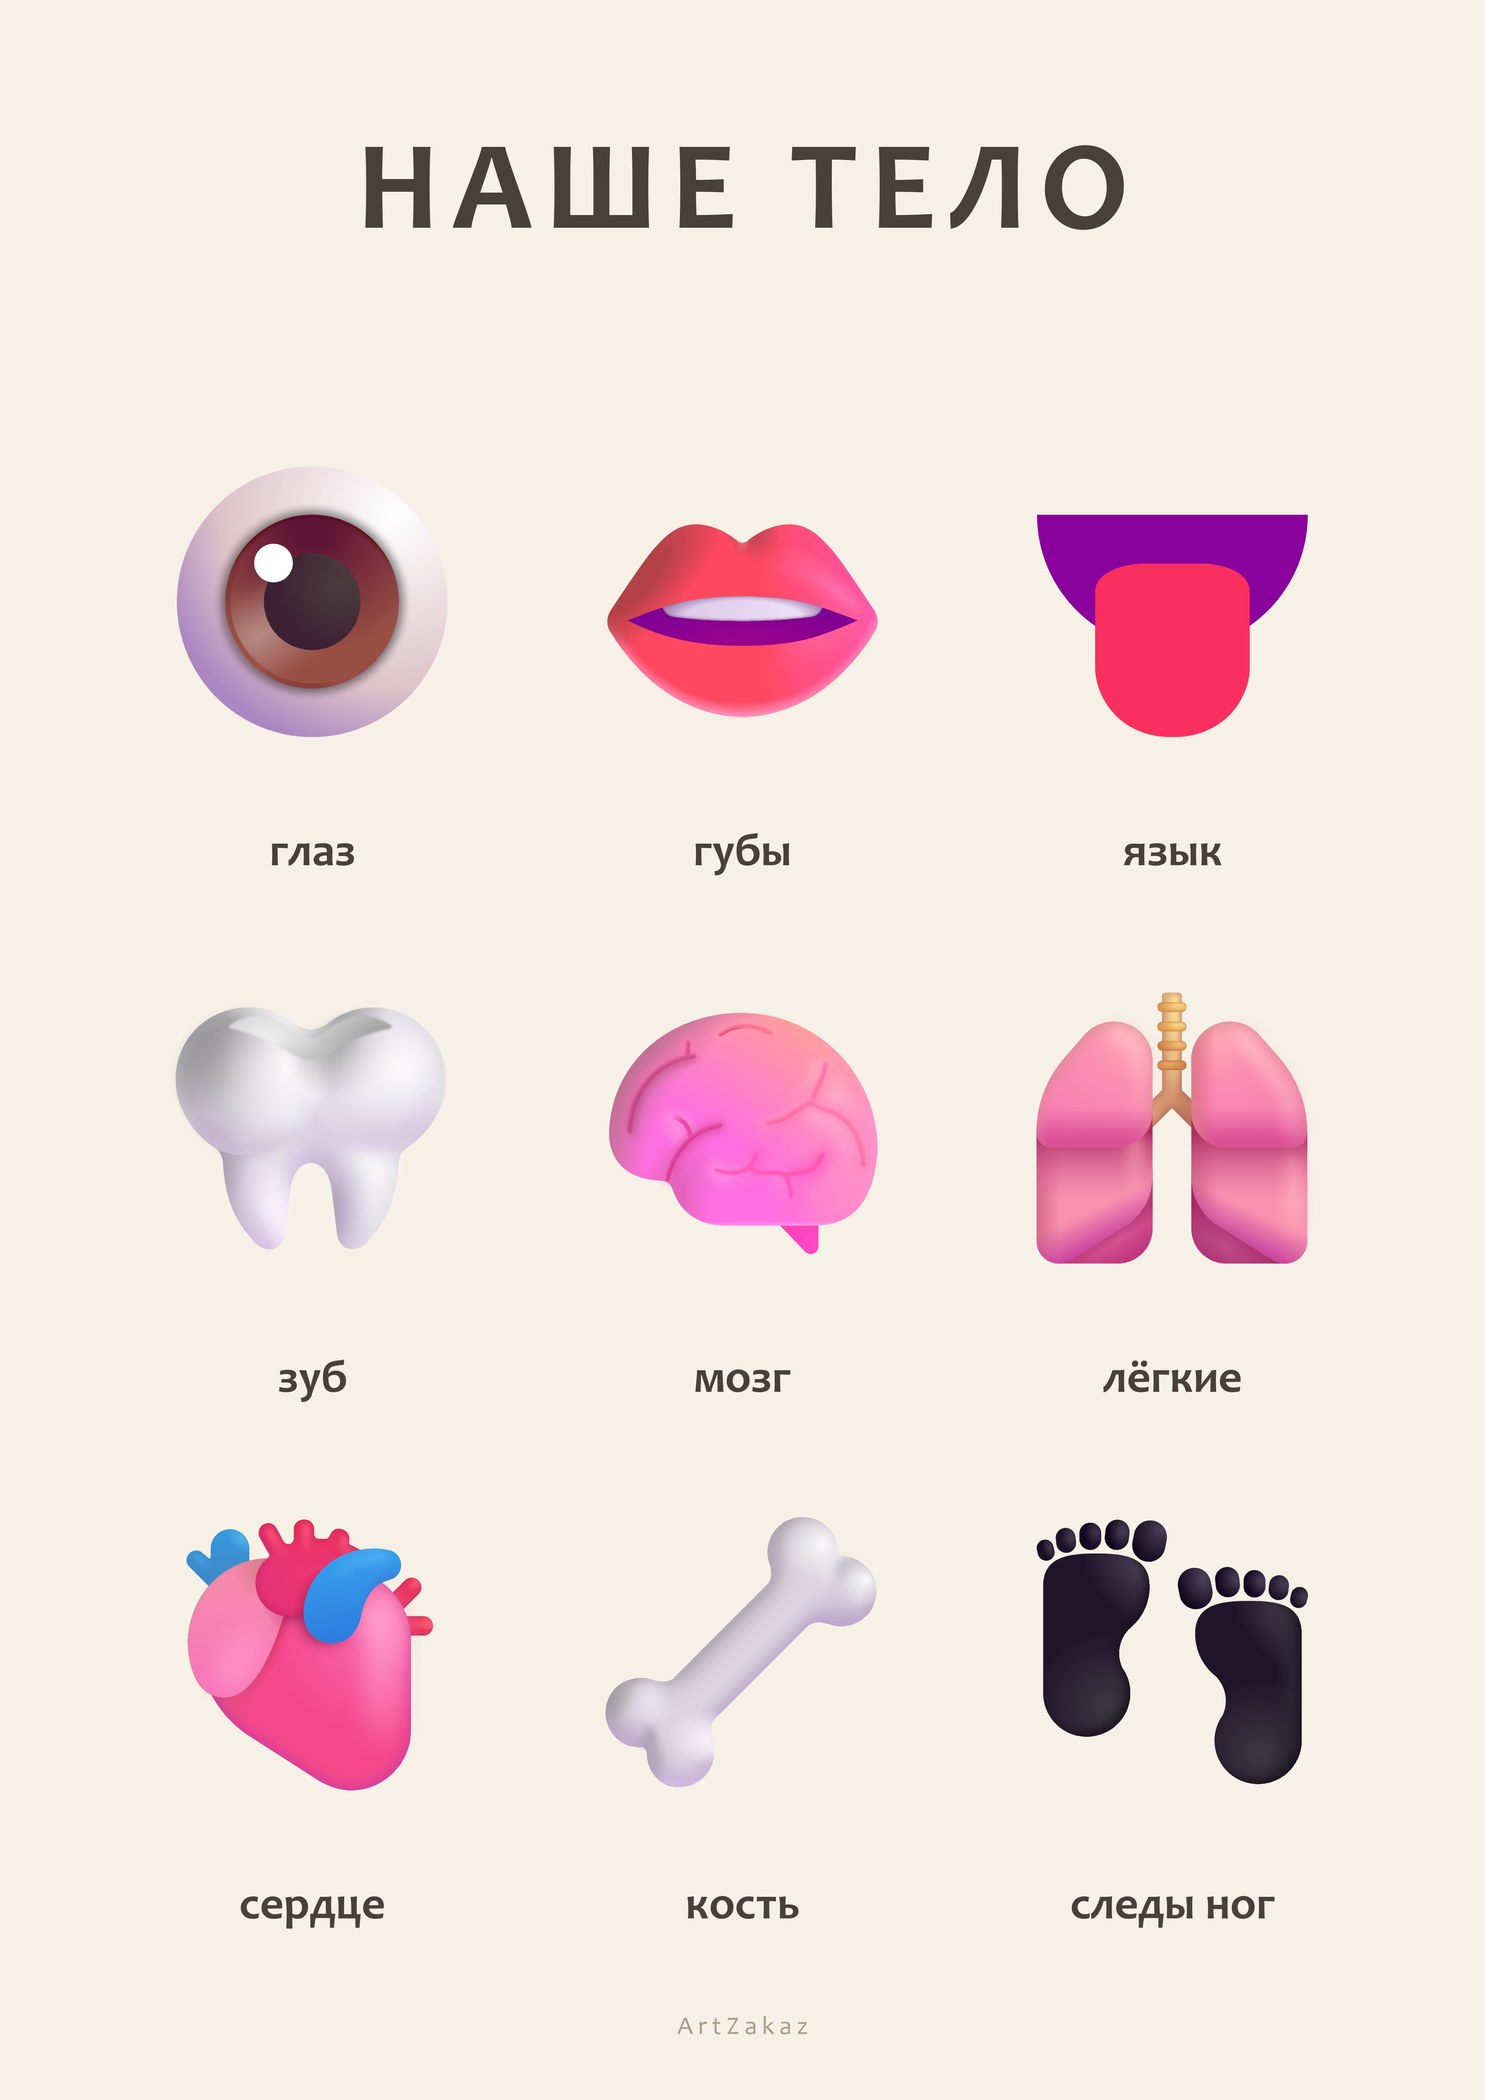 НАШЕ ТЕЛО
глаз
губы
язык
зуб
мозг
лёгкие
сердце
кость
следы ног
ArtZakaz